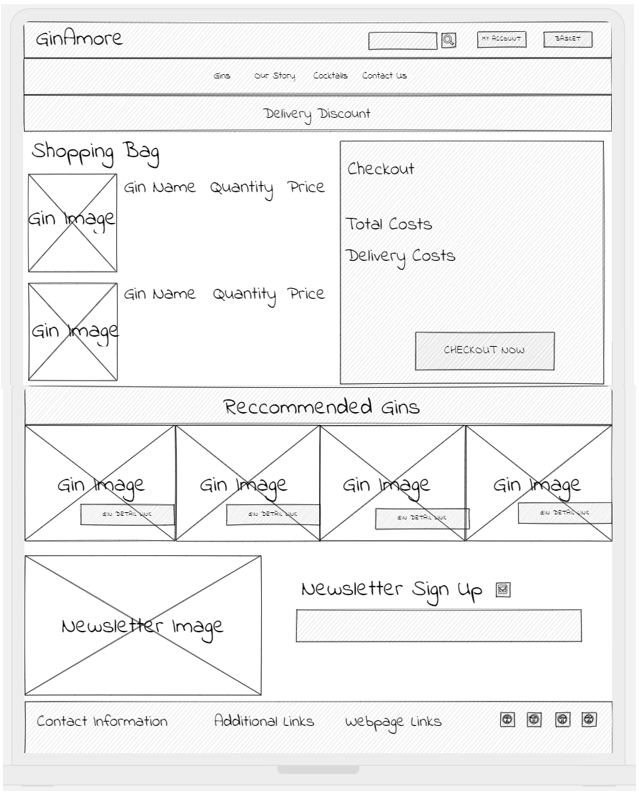 GinAmore
MY ACCOUNT
BASKET
Gins Our Story Cocktails Contact Us
Delivery Discount
Shopping Bag
Gin Image
Gin Name Quantity Price
Gin Image
Gin Name Quantity Price
Checkout
Total Costs
Delivery Costs
CHECKOUT NOW
Reccommended Gins
Gin Image Gin Image Gin Image Gin Image
GIN DETAIL LINK GIN DETAIL LINK GIN DETAIL LINK GIN DETAIL LINK
Newsletter Image
Newsletter Sign Up
Contact Information Additional Links Webpage Links